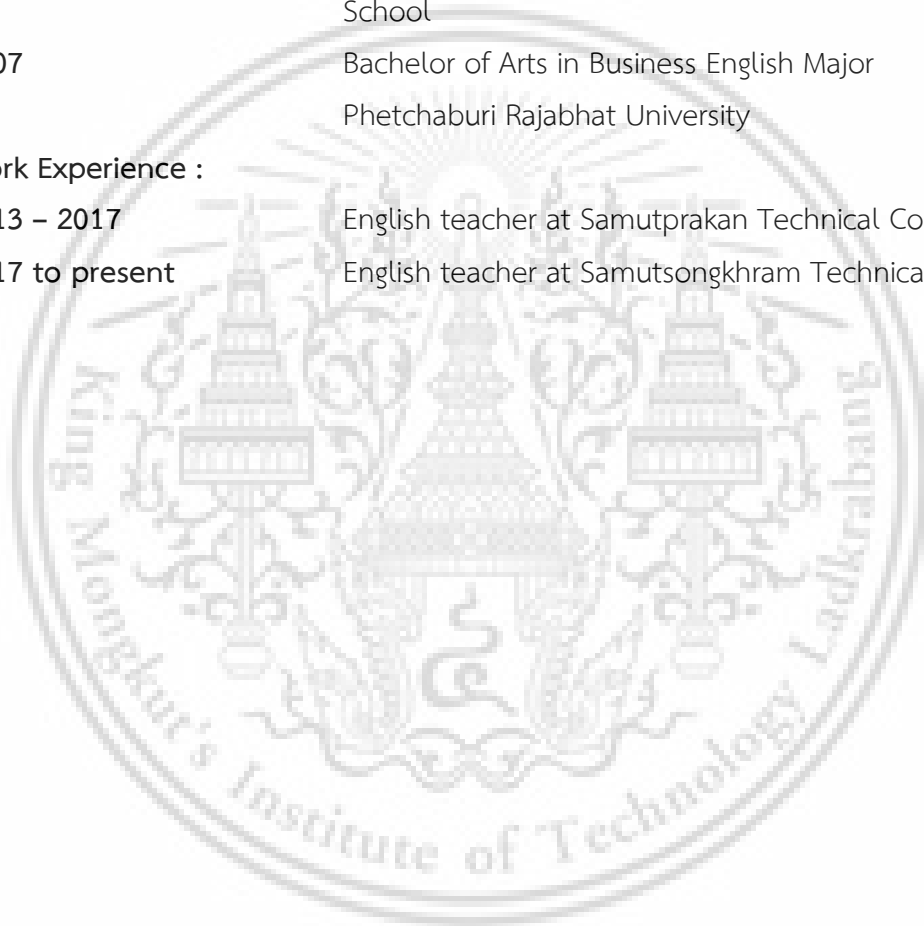 School
07 Bachelor of Arts in Business English Major
Phetchaburi Rajabhat University
ork Experience :
13 – 2017 English teacher at Samutprakan Technical Co
17 to present English teacher at Samutsongkhram Technica
King Mongkut's Institute of Technology Ladkrabang